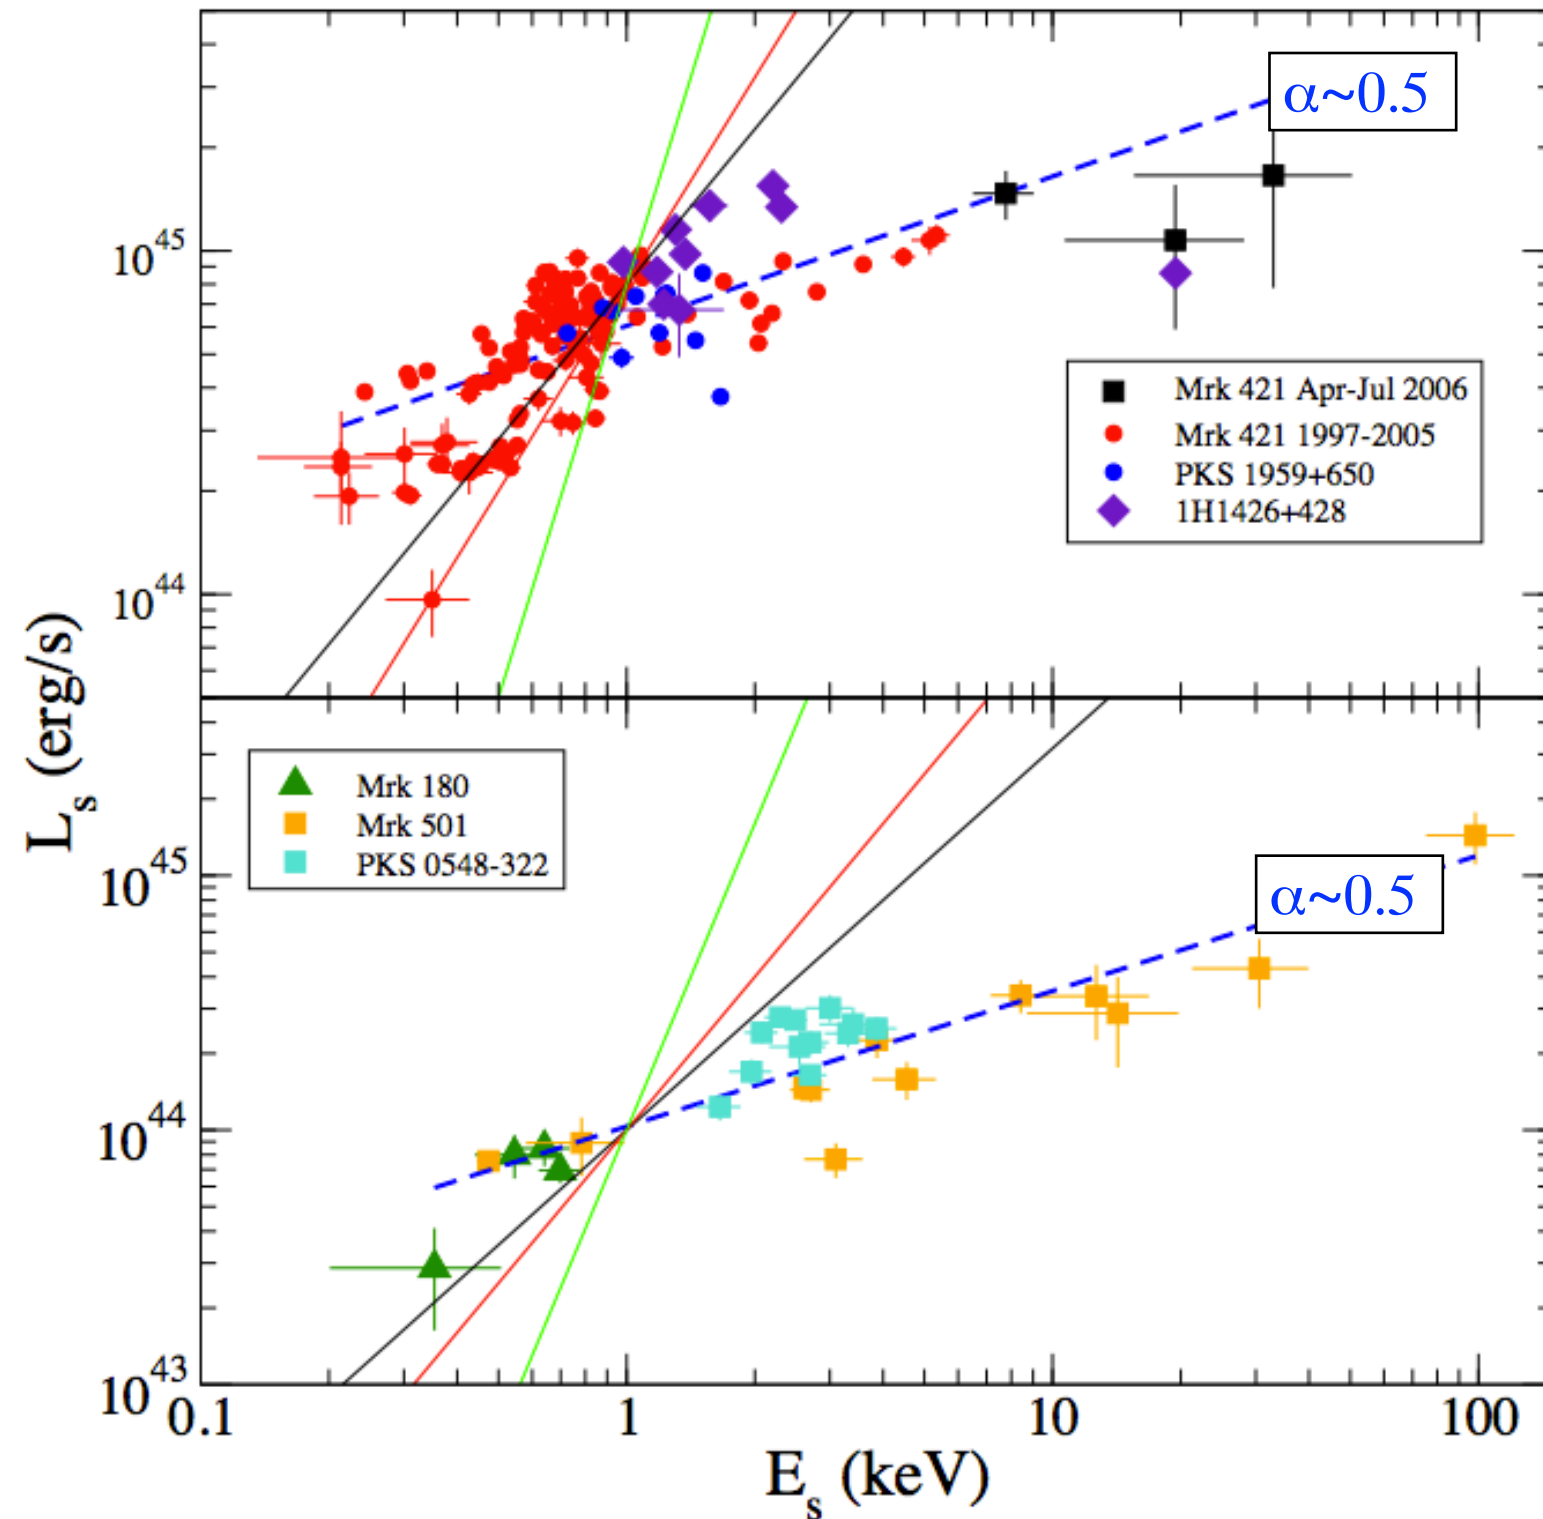 α~0.5
10^45
10^44
Mrk 421 Apr-Jul 2006
Mrk 421 1997-2005
PKS 1959+650
1H1426+428
L_s (erg/s)
Mrk 180
Mrk 501
PKS 0548-322
α~0.5
10^45
10^44
10^43
0.1 1 10 100
E_s (keV)